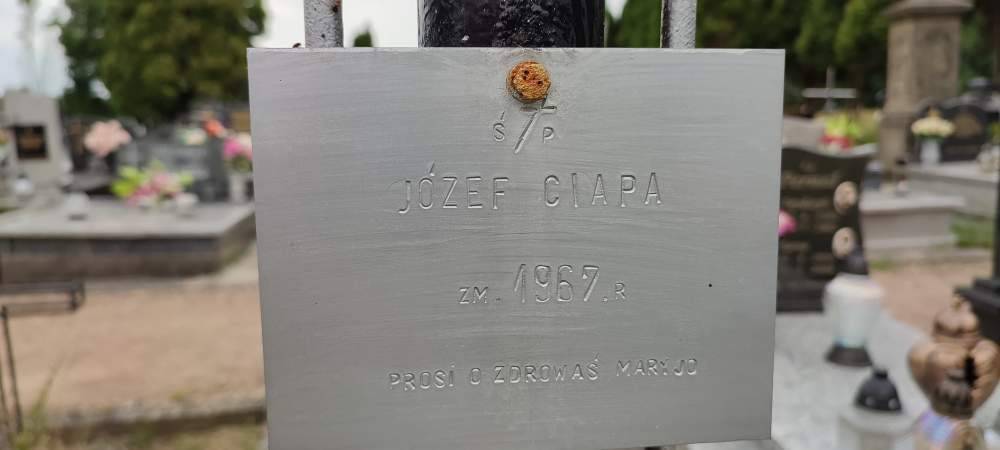 Ś P
JÓZEF CIAPA
ZM. 1967.R
PROSI O ZDROWAŚ MARYJO